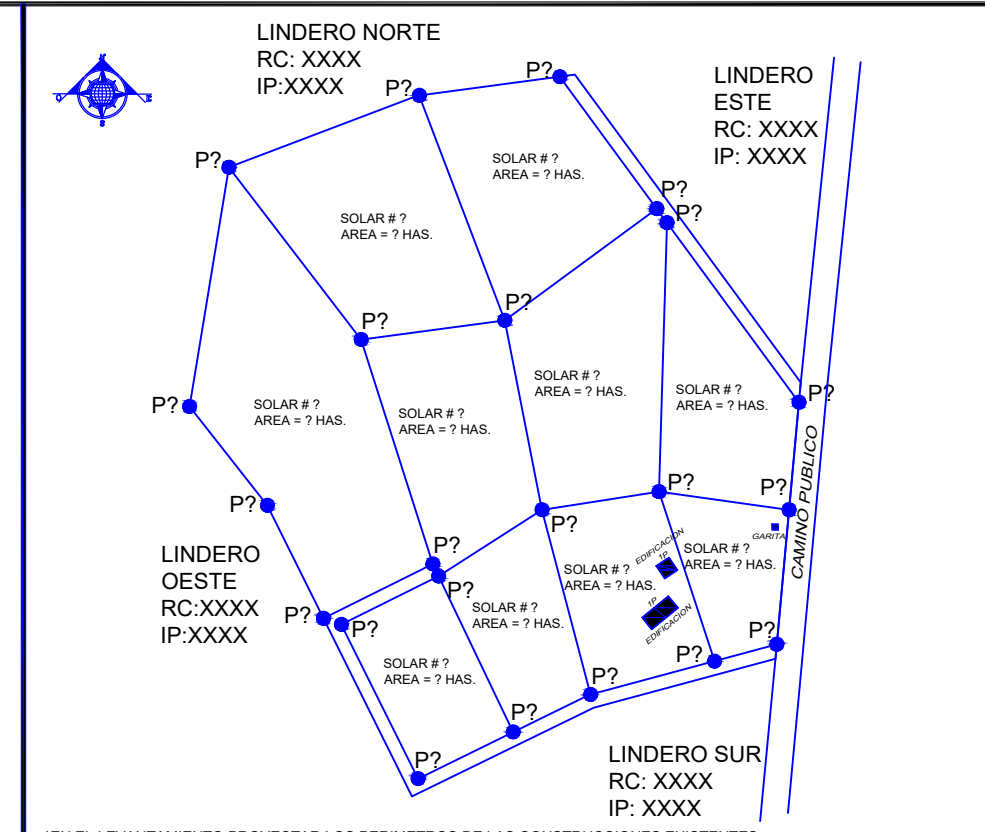 LINDERO NORTE
RC: XXXX
IP:XXXX
LINDERO
ESTE
RC: XXXX
IP: XXXX
P?
P?
P?
P?
P?
SOLAR # ?
AREA = ? HAS.
SOLAR # ?
AREA = ? HAS.
P?
P?
P?
P?
P?
SOLAR # ?
AREA = ? HAS.
SOLAR # ?
AREA = ? HAS.
SOLAR # ?
AREA = ? HAS.
SOLAR # ?
AREA = ? HAS.
CAMINO PUBLICO
P?
P?
P?
P?
GARITA
LINDERO
OESTE
RC:XXXX
IP:XXXX
P?
P?
EDIFICACION
1P
SOLAR # ?
AREA = ? HAS.
SOLAR # ?
AREA = ? HAS.
SOLAR # ?
AREA = ? HAS.
1P
EDIFICACION
P?
P?
P?
P?
SOLAR # ?
AREA = ? HAS.
P?
P?
LINDERO SUR
RC: XXXX
IP: XXXX
S